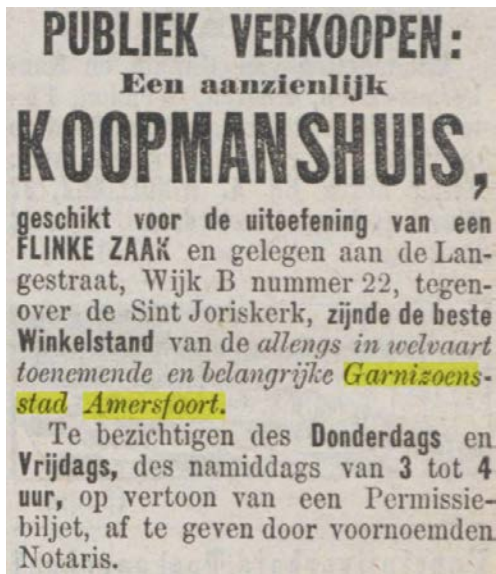 PUBLIEK VERKOOPEN:
Een aanzienlijk
KOOPMANSHUIS,
geschikt voor de uitoefening van een
FLINKE ZAAK en gelegen aan de Lan-
gestraat, Wijk B nummer 22, tegen-
over de Sint Joriskerk, zijnde de beste
Winkelstand van de allengs in welvaart
toenemende en belangrijke Garnizoens-
stad Amersfoort.
Te bezichtigen des Donderdags en
Vrijdags, des namiddags van 3 tot 4
uur, op vertoon van een Permissie-
biljet, af te geven door voornoemden
Notaris.